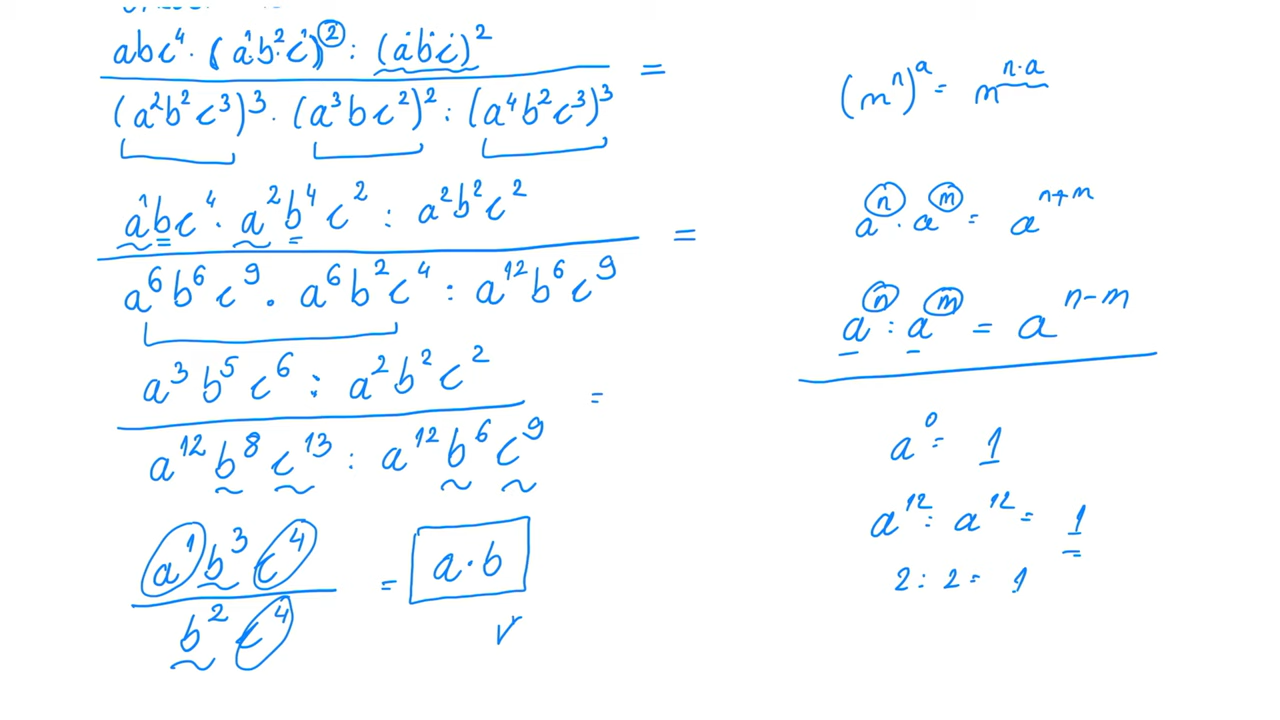 abc⁴ · (a¹b²c¹)² : (abc)² / (a²b²c³)³ · (a³bc²)² : (a⁴b²c³)³ =
a¹bc⁴ · a²b⁴c² : a²b²c² / a⁶b⁶c⁹ · a⁶b²c⁴ : a¹²b⁶c⁹ =
a³b⁵c⁶ : a²b²c² / a¹²b⁸c¹³ : a¹²b⁶c⁹ =
a¹b³c⁴ / b²c⁴ = a·b
(mⁿ)ᵃ = mⁿ·ᵃ
aⁿ · aᵐ = aⁿ⁺ᵐ
aⁿ : aᵐ = aⁿ⁻ᵐ
a⁰ = 1
a¹² : a¹² = 1
2 : 2 = 1